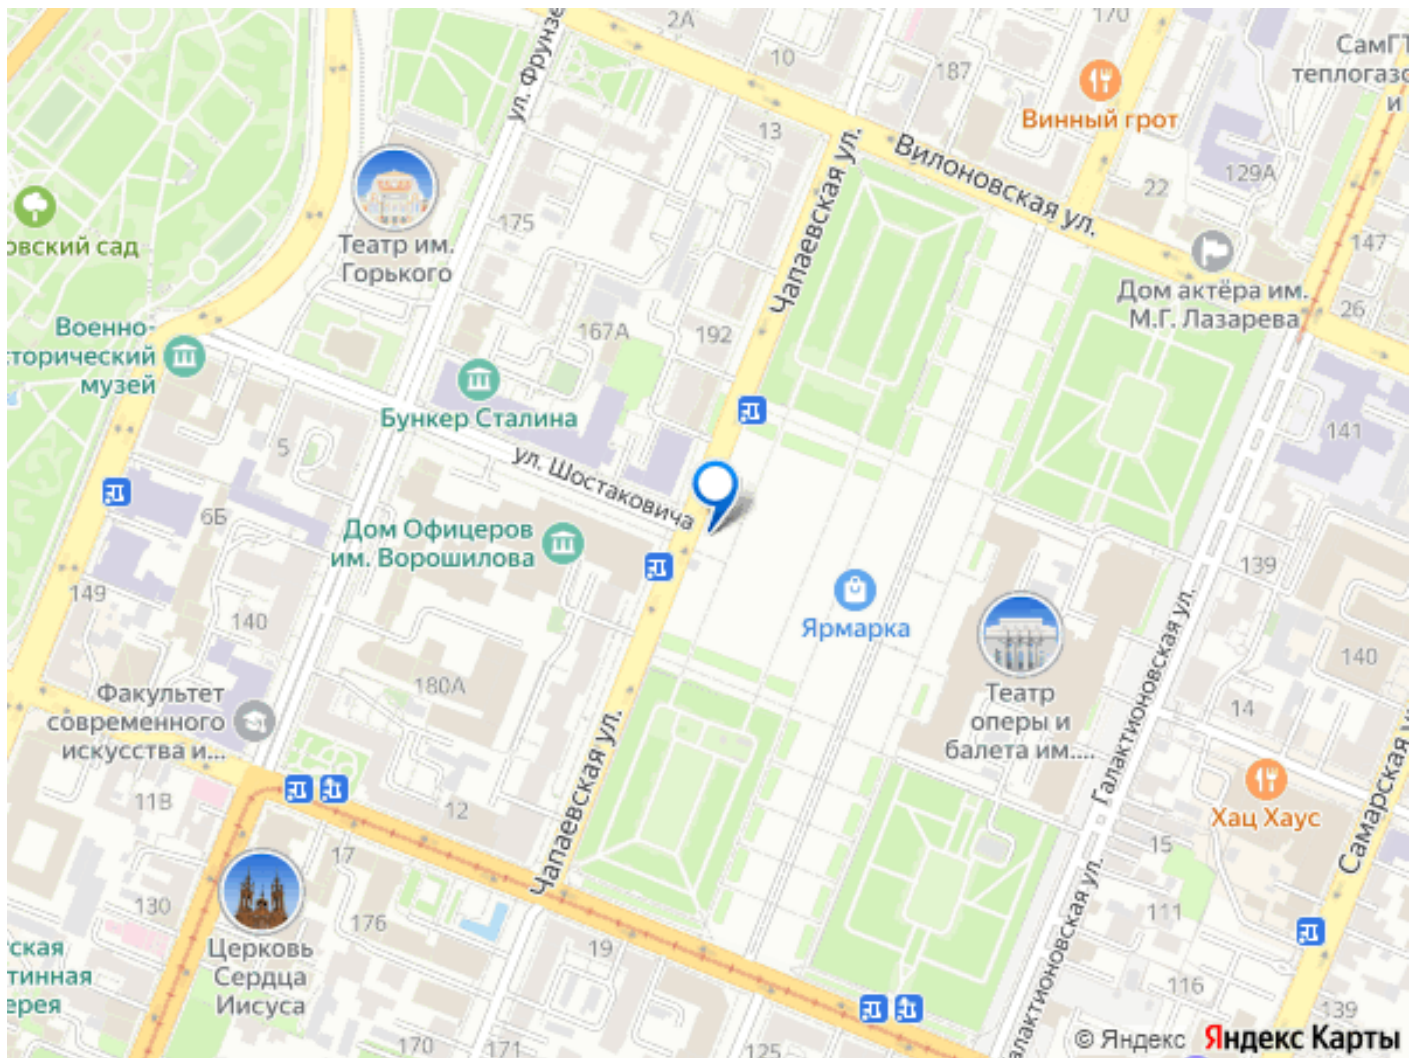 2А
170
СамГТ
теплогазо
и
10
187
ул. Фрунзе
Винный грот
13
Вилоновская ул.
129А
22
Чапаевская ул.
175
147
овский сад
Театр им.
Горького
Дом актёра им.
М.Г. Лазарева
26
Военно-
сторический
музей
167А
192
Бункер Сталина
141
5
ул. Шостаковича
6Б
Дом Офицеров
им. Ворошилова
139
149
140
Ярмарка
Галактионовская ул.
140
180А
Театр
оперы и
балета им....
14
Факультет
современного
искусства и...
Чапаевская ул.
11В
12
Хац Хаус
Самарская у
17
15
130
176
111
Галактионовская ул.
ская
тинная
ерея
Церковь
Сердца
Иисуса
19
116
139
170
171
125
© Яндекс Яндекс Карты